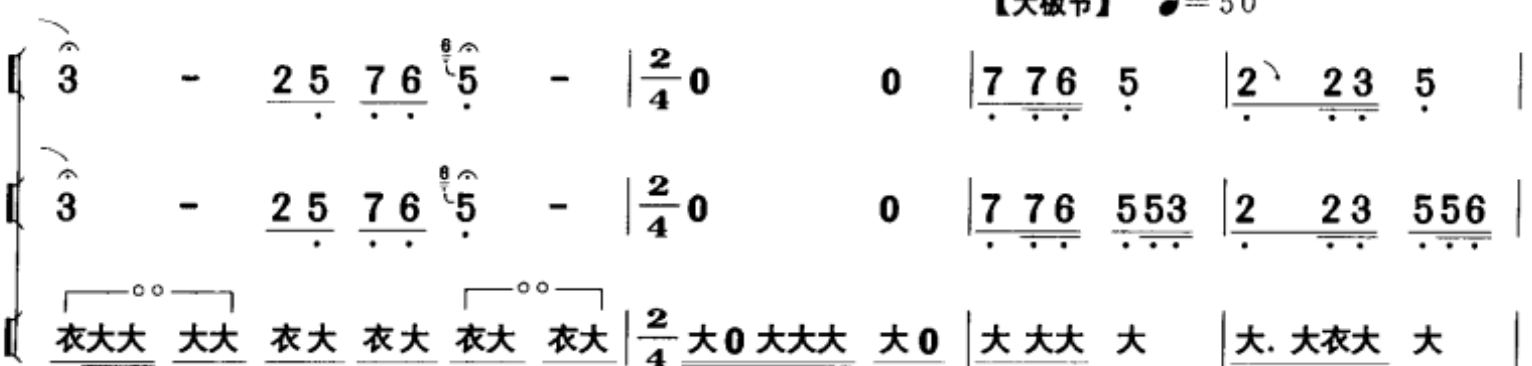 【大板节】 ♩= 50
3 - 2 5 7 6 6 5 - | 2/4 0 0 | 7 7 6 5 | 2 2 3 5 |
3 - 2 5 7 6 6 5 - | 2/4 0 0 | 7 7 6 5 5 3 | 2 2 3 5 5 6 |
衣大大 大大 衣大 衣大 衣大 衣大 | 2/4 大0 大大大 大0 | 大 大大 大 | 大. 大衣大 大 |